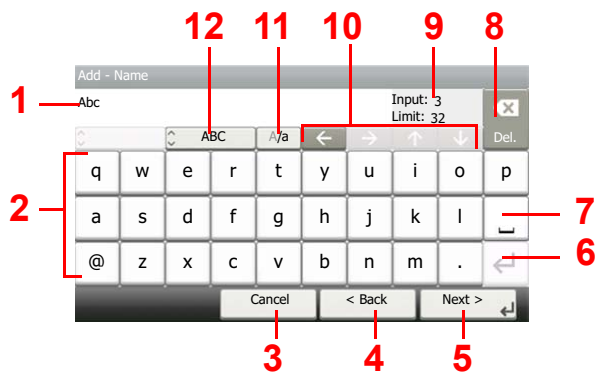 12 11 10 9 8
Add - Name
1 Abc Input: 3
Limit: 32
ABC A/a ← → ↑ ↓ Del.
2 q w e r t y u i o p
a s d f g h j k l 7
@ z x c v b n m . 6
Cancel < Back Next >
3 4 5